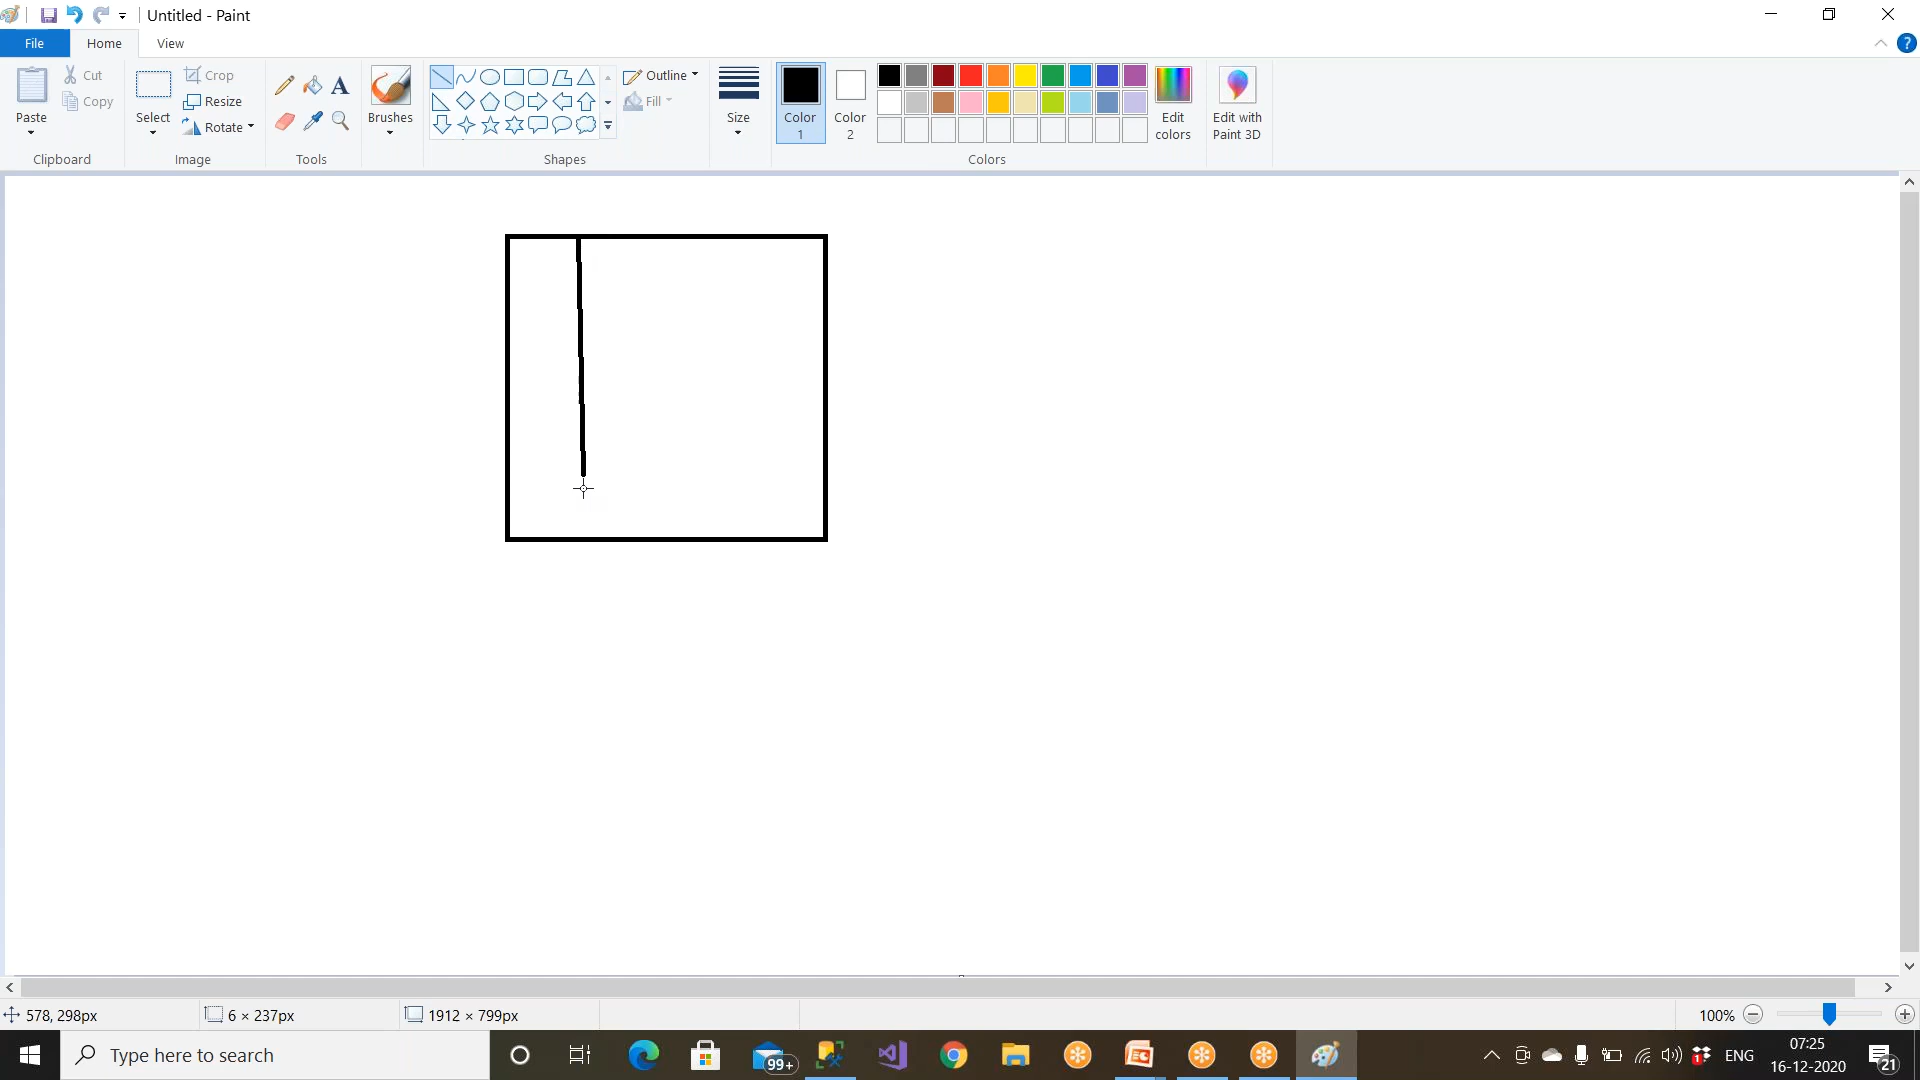 Untitled - Paint
File Home View
Paste
Cut
Copy
Clipboard
Select
Crop
Resize
Rotate
Image
Tools
Brushes
Shapes
Outline
Fill
Size
Color 1
Color 2
Colors
Edit colors
Edit with Paint 3D
578, 298px
6 × 237px
1912 × 799px
100%
Type here to search
99+
1
ENG
07:25
16-12-2020
21